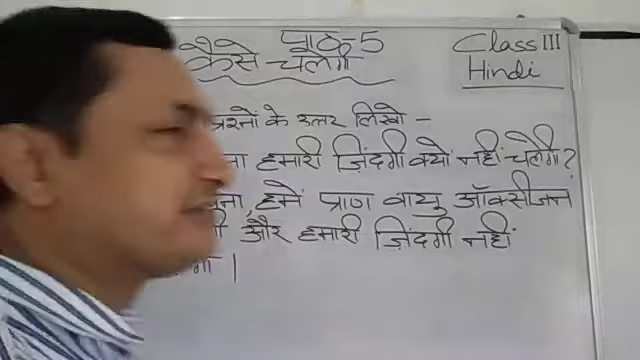 पाठ-5
कैसे चलेगी
Class III
Hindi
प्रश्नों के उत्तर लिखो -
हमारी ज़िंदगी क्यों नहीं चलेगी?
हमें प्राण वायु ऑक्सीजन
और हमारी ज़िंदगी नहीं